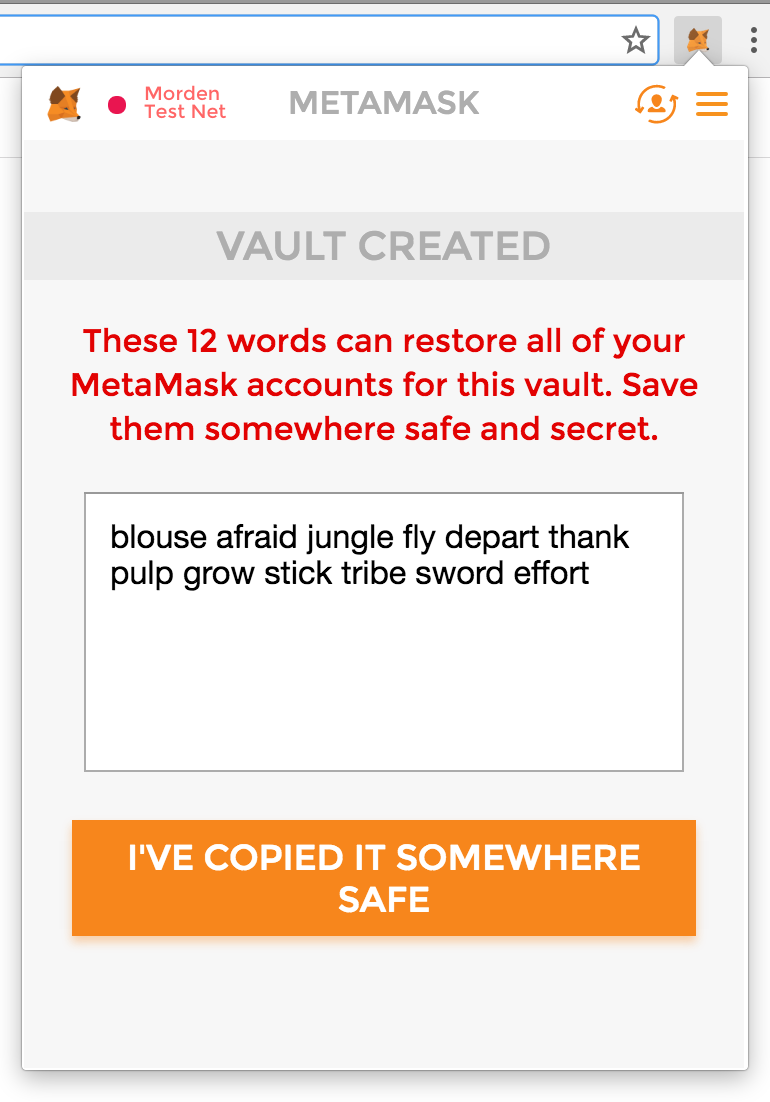 Morden
Test Net
METAMASK
VAULT CREATED
These 12 words can restore all of your
MetaMask accounts for this vault. Save
them somewhere safe and secret.
blouse afraid jungle fly depart thank
pulp grow stick tribe sword effort
I'VE COPIED IT SOMEWHERE
SAFE